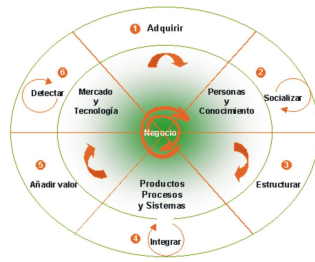 1 Adquirir
6
Detectar
Mercado
y
Tecnología
Personas
y
Conocimiento
2
Socializar
Negocio
5
Añadir valor
Productos
Procesos
y Sistemas
3
Estructurar
4
Integrar